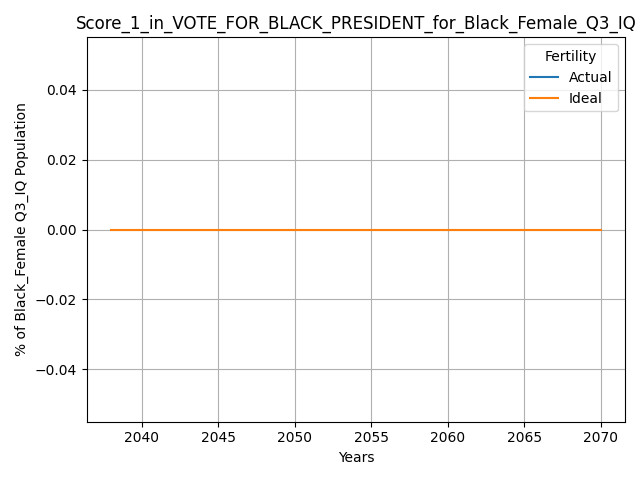 Score_1_in_VOTE_FOR_BLACK_PRESIDENT_for_Black_Female_Q3_IQ
Fertility
Actual
Ideal
% of Black_Female Q3_IQ Population
0.04
0.02
0.00
−0.02
−0.04
2040 2045 2050 2055 2060 2065 2070
Years